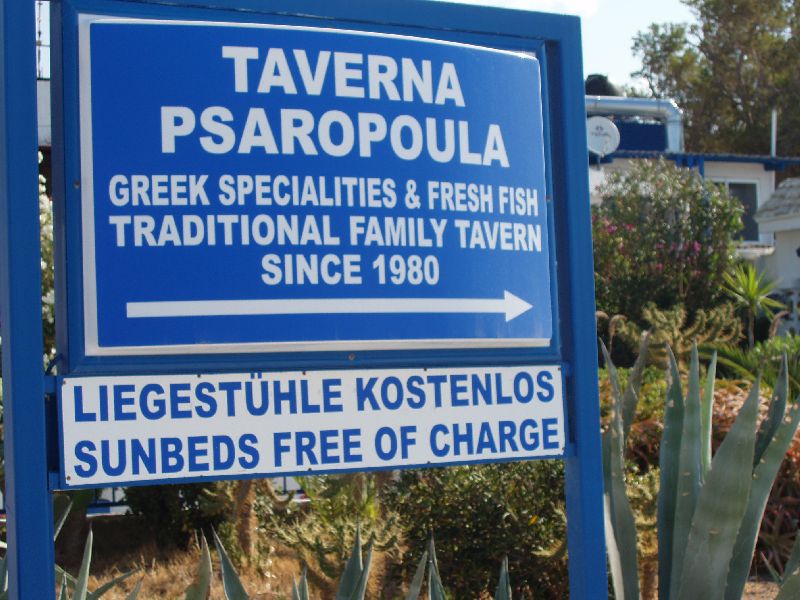 TAVERNA
PSAROPOULA
GREEK SPECIALITIES & FRESH FISH
TRADITIONAL FAMILY TAVERN
SINCE 1980
LIEGESTÜHLE KOSTENLOS
SUNBEDS FREE OF CHARGE